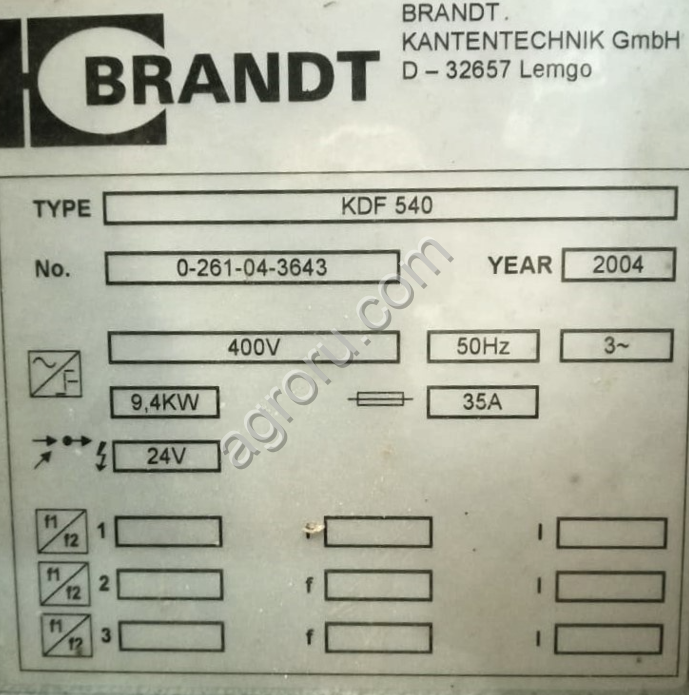 BRANDT
BRANDT.
KANTENTECHNIK GmbH
D – 32657 Lemgo
TYPE KDF 540
No. 0-261-04-3643 YEAR 2004
400V 50Hz 3~
9,4KW 35A
24V
f1/f2 1 f I
f1/f2 2 f I
f1/f2 3 f I
agroru.com